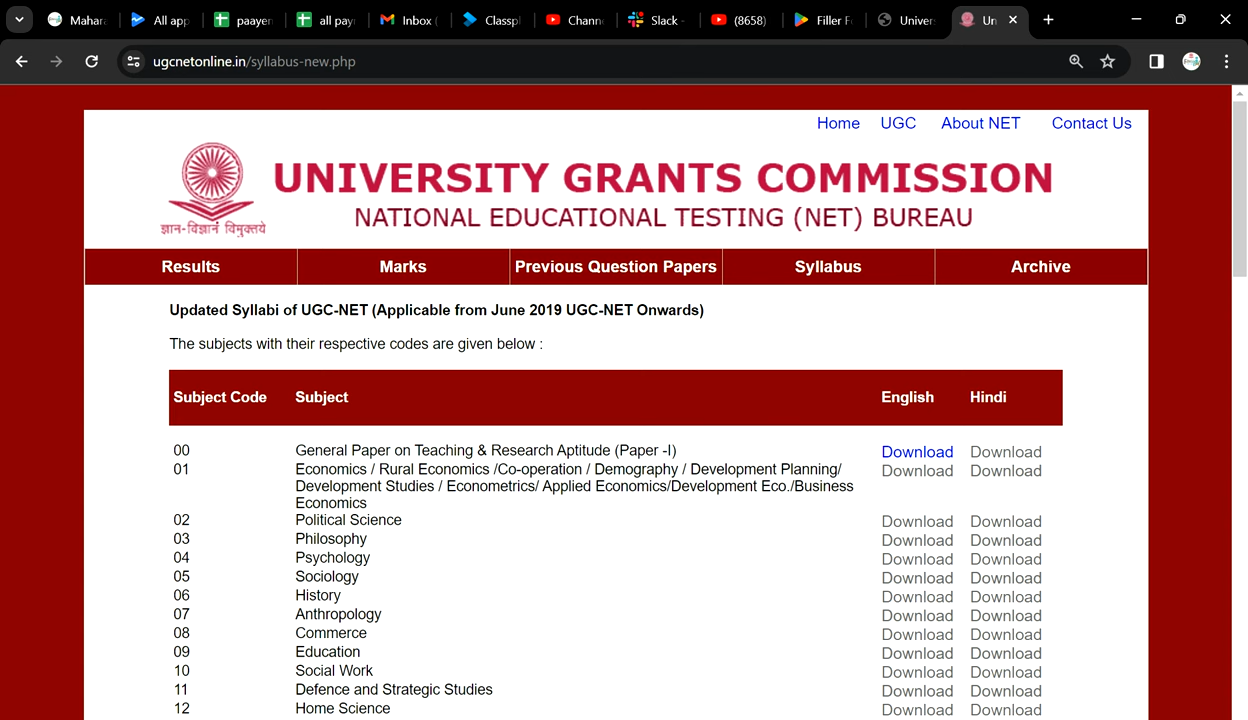 Mahara
All app
paayen
all payr
Inbox (
Classpl
Channe
Slack -
(8658)
Filler F
Univer
Un
ugcnetonline.in/syllabus-new.php
Home UGC About NET Contact Us
UNIVERSITY GRANTS COMMISSION
NATIONAL EDUCATIONAL TESTING (NET) BUREAU
ज्ञान-विज्ञानं विमुक्तये
Results Marks Previous Question Papers Syllabus Archive
Updated Syllabi of UGC-NET (Applicable from June 2019 UGC-NET Onwards)
The subjects with their respective codes are given below :
Subject Code Subject English Hindi
00 General Paper on Teaching & Research Aptitude (Paper -I) Download Download
01 Economics / Rural Economics /Co-operation / Demography / Development Planning/ Download Download
Development Studies / Econometrics/ Applied Economics/Development Eco./Business
Economics
02 Political Science Download Download
03 Philosophy Download Download
04 Psychology Download Download
05 Sociology Download Download
06 History Download Download
07 Anthropology Download Download
08 Commerce Download Download
09 Education Download Download
10 Social Work Download Download
11 Defence and Strategic Studies Download Download
12 Home Science Download Download